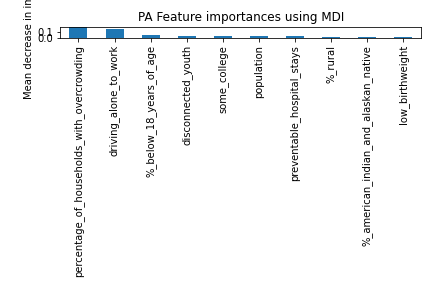 PA Feature importances using MDI
Mean decrease in in
0.1
0.0
percentage_of_households_with_overcrowding
driving_alone_to_work
%_below_18_years_of_age
disconnected_youth
some_college
population
preventable_hospital_stays
%_rural
%_american_indian_and_alaskan_native
low_birthweight